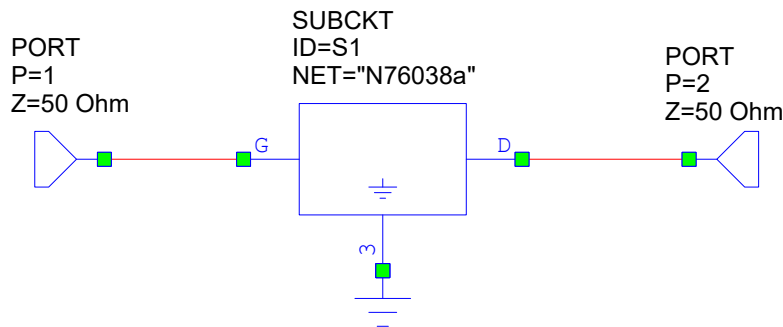 SUBCKT
ID=S1
NET="N76038a"
PORT
P=1
Z=50 Ohm
PORT
P=2
Z=50 Ohm
G
D
3